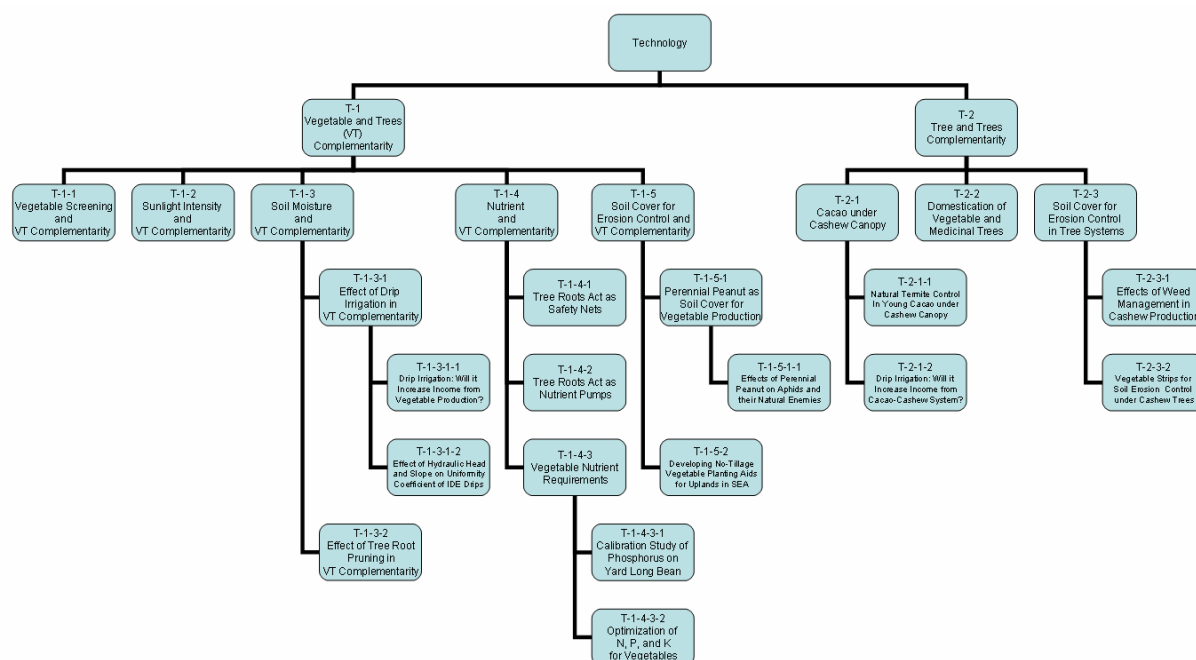 Technology
T-1
Vegetable and Trees
(VT)
Complementarity
T-2
Tree and Trees
Complementarity
T-1-1
Vegetable Screening
and
VT Complementarity
T-1-2
Sunlight Intensity
and
VT Complementarity
T-1-3
Soil Moisture
and
VT Complementarity
T-1-4
Nutrient
and
VT Complementarity
T-1-5
Soil Cover for
Erosion Control and
VT Complementarity
T-2-1
Cacao under
Cashew Canopy
T-2-2
Domestication of
Vegetable and
Medicinal Trees
T-2-3
Soil Cover for
Erosion Control
in Tree Systems
T-1-3-1
Effect of Drip
Irrigation in
VT Complementarity
T-1-4-1
Tree Roots Act as
Safety Nets
T-1-5-1
Perennial Peanut as
Soil Cover for
Vegetable Production
T-2-1-1
Natural Termite Control
In Young Cacao under
Cashew Canopy
T-2-3-1
Effects of Weed
Management in
Cashew Production
T-1-3-1-1
Drip Irrigation: Will it
Increase Income from
Vegetable Production?
T-1-4-2
Tree Roots Act as
Nutrient Pumps
T-1-5-1-1
Effects of Perennial
Peanut on Aphids and
their Natural Enemies
T-2-1-2
Drip Irrigation: Will it
Increase Income from
Cacao-Cashew System?
T-2-3-2
Vegetable Strips for
Soil Erosion Control
under Cashew Trees
T-1-3-1-2
Effect of Hydraulic Head
and Slope on Uniformity
Coefficient of IDE Drips
T-1-4-3
Vegetable Nutrient
Requirements
T-1-5-2
Developing No-Tillage
Vegetable Planting Aids
for Uplands in SEA
T-1-3-2
Effect of Tree Root
Pruning in
VT Complementarity
T-1-4-3-1
Calibration Study of
Phosphorus on
Yard Long Bean
T-1-4-3-2
Optimization of
N, P, and K
for Vegetables